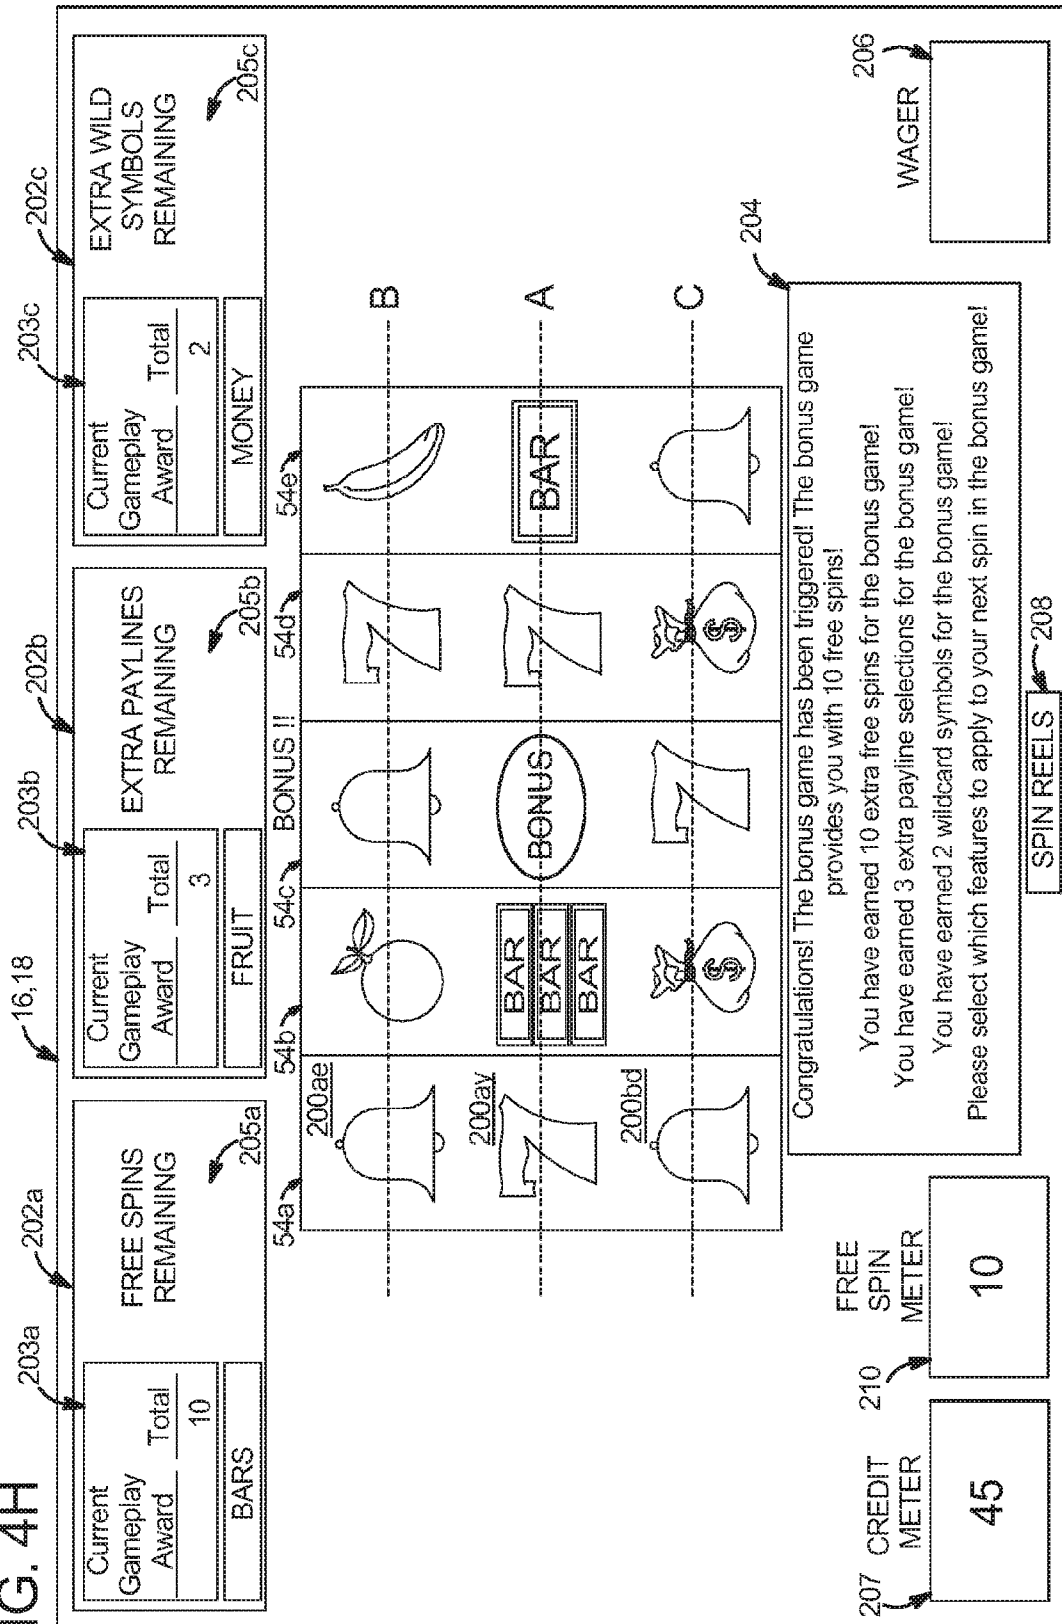 IG. 4H
16,18
203a
202a
203b
202b
203c
202c
Current
Gameplay
Award
Total
10
BARS
FREE SPINS
REMAINING
205a
Current
Gameplay
Award
Total
3
FRUIT
EXTRA PAYLINES
REMAINING
205b
Current
Gameplay
Award
Total
2
MONEY
EXTRA WILD
SYMBOLS
REMAINING
205c
BONUS !!
54a
54b
54c
54d
54e
200ae
7
B
200ay
7
BAR
BAR
BAR
BONUS
7
BAR
A
200bd
$
7
$
C
204
Congratulations! The bonus game has been triggered! The bonus game
provides you with 10 free spins!
You have earned 10 extra free spins for the bonus game!
You have earned 3 extra payline selections for the bonus game!
You have earned 2 wildcard symbols for the bonus game!
Please select which features to apply to your next spin in the bonus game!
207
CREDIT
METER
45
210
FREE
SPIN
METER
10
SPIN REELS
208
WAGER
206